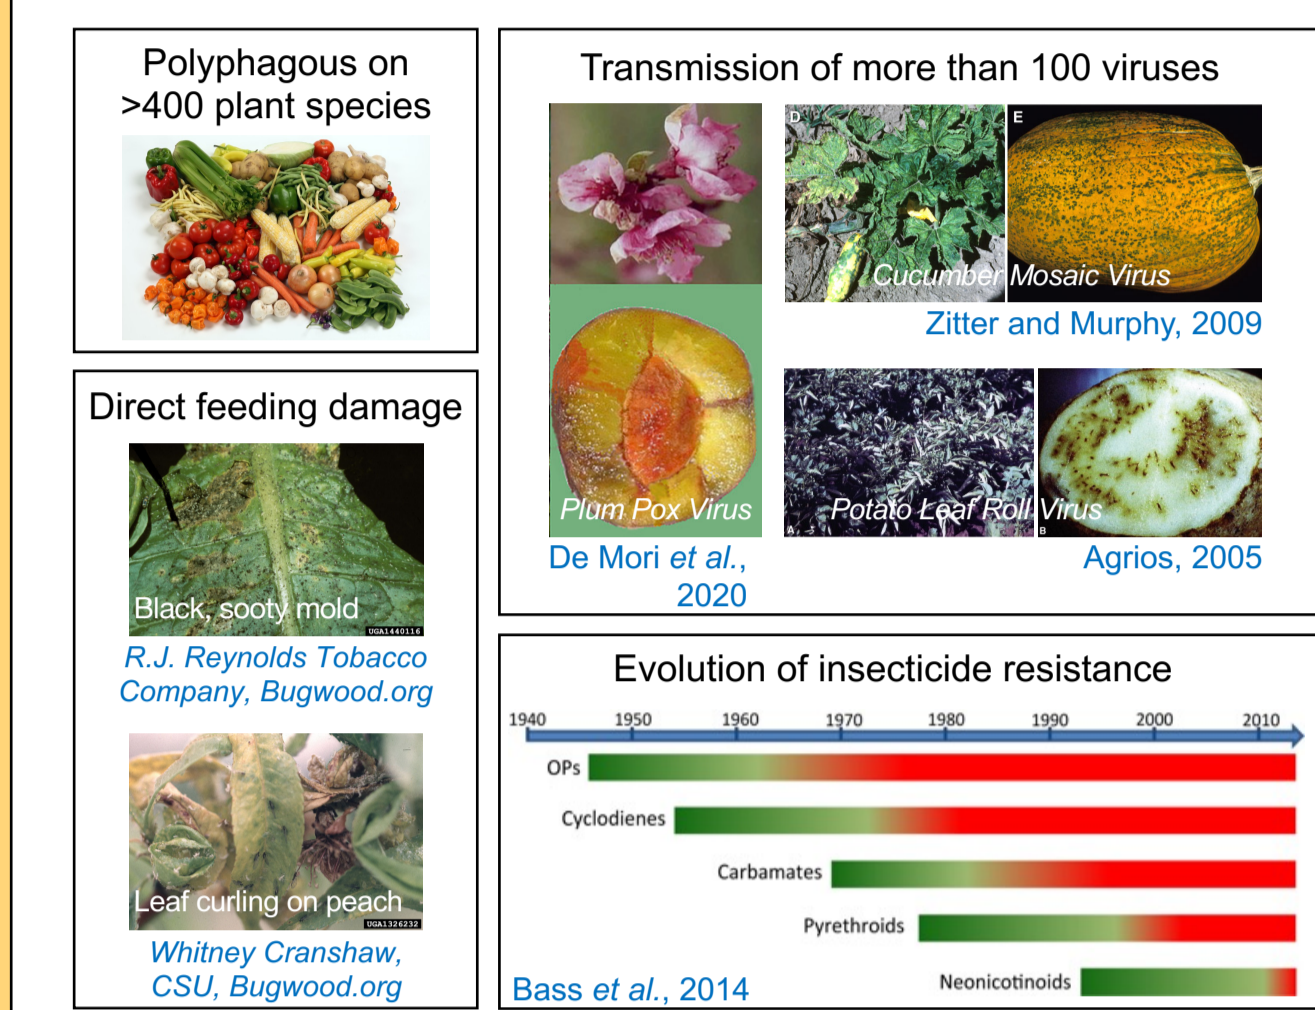 Polyphagous on
>400 plant species
Direct feeding damage
Black, sooty mold
UGA1440116
R.J. Reynolds Tobacco
Company, Bugwood.org
Leaf curling on peach
UGA1326232
Whitney Cranshaw,
CSU, Bugwood.org
Transmission of more than 100 viruses
Plum Pox Virus
De Mori et al.,
2020
D
E
Cucumber Mosaic Virus
Zitter and Murphy, 2009
Potato Leaf Roll Virus
A
B
Agrios, 2005
Evolution of insecticide resistance
1940 1950 1960 1970 1980 1990 2000 2010
OPs
Cyclodienes
Carbamates
Pyrethroids
Neonicotinoids
Bass et al., 2014